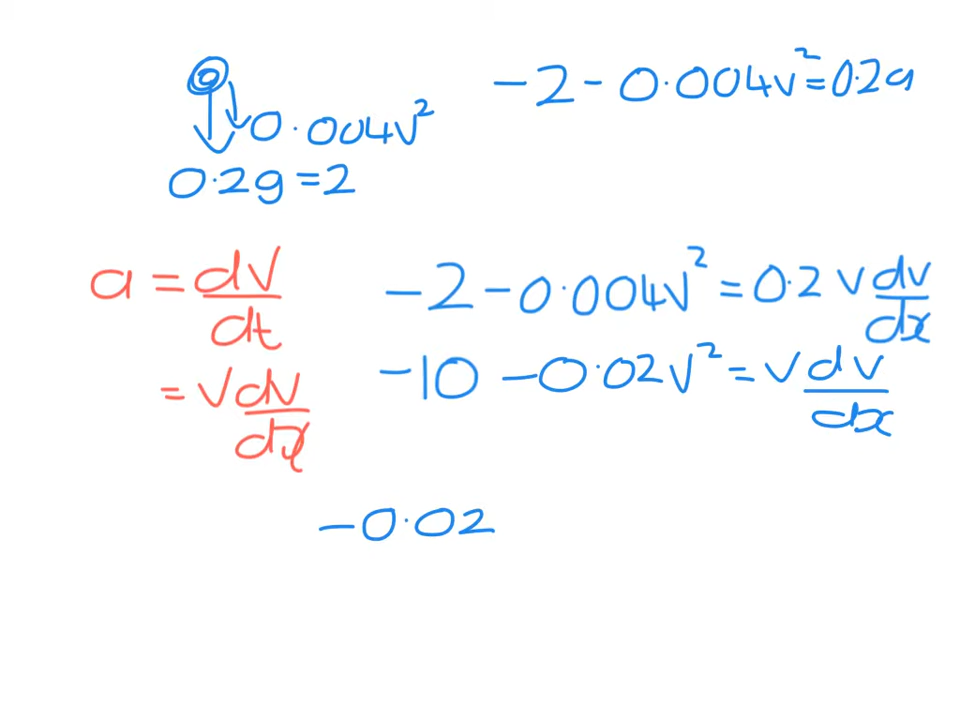 0.004v²
0.2g = 2
-2 - 0.004v² = 0.2a
a = dv/dt
= v dv/dx
-2 - 0.004v² = 0.2 v dv/dx
-10 - 0.02v² = v dv/dx
-0.02